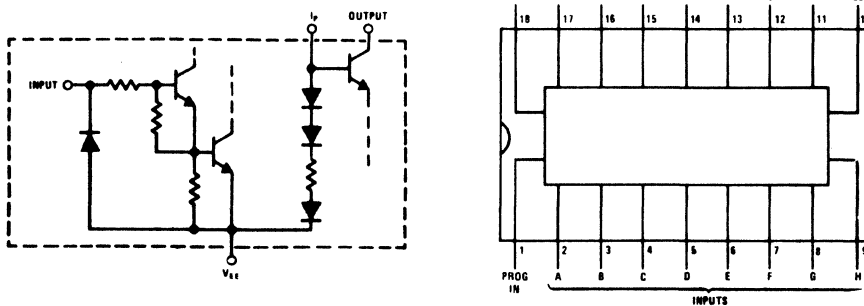 Ip
OUTPUT
INPUT
VEE
18 17 16 15 14 13 12 11
1 2 3 4 5 6 7 8 9
PROG A B C D E F G H
IN
INPUTS